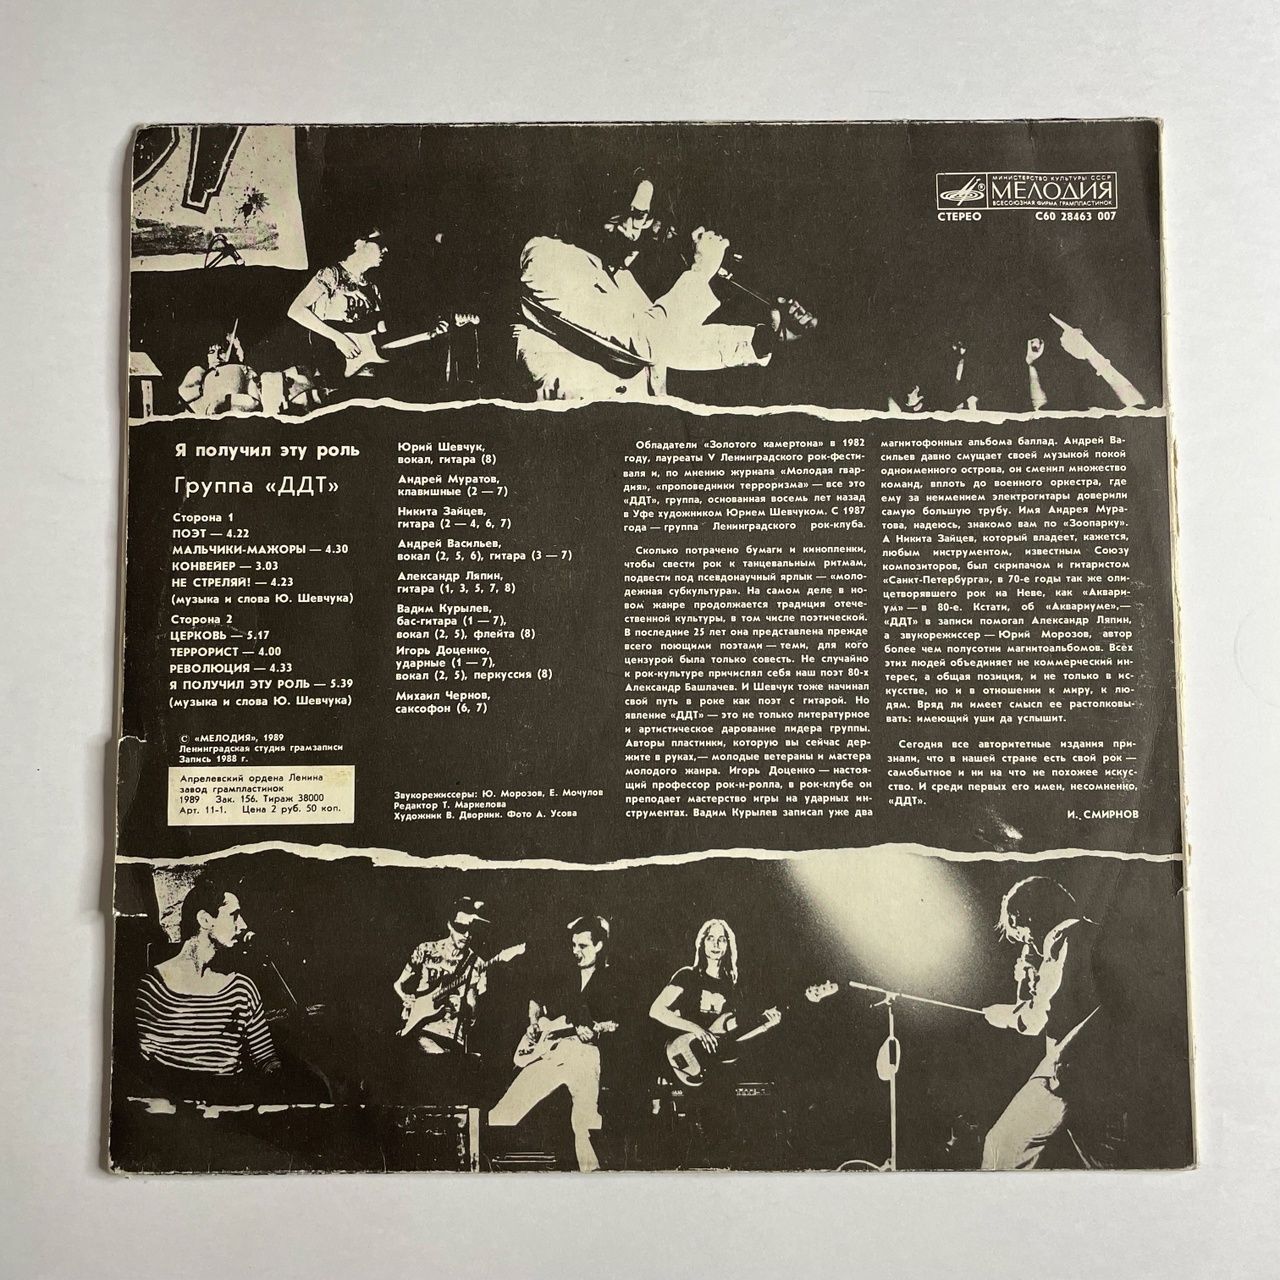 МИНИСТЕРСТВО КУЛЬТУРЫ СССР
МЕЛОДИЯ
ВСЕСОЮЗНАЯ ФИРМА ГРАМПЛАСТИНОК
СТЕРЕО С60 28463 007
Я получил эту роль
Группа «ДДТ»
Сторона 1
ПОЭТ — 4.22
МАЛЬЧИКИ-МАЖОРЫ — 4.30
КОНВЕЙЕР — 3.03
НЕ СТРЕЛЯЙ! — 4.23
(музыка и слова Ю. Шевчука)
Сторона 2
ЦЕРКОВЬ — 5.17
ТЕРРОРИСТ — 4.00
РЕВОЛЮЦИЯ — 4.33
Я ПОЛУЧИЛ ЭТУ РОЛЬ — 5.39
(музыка и слова Ю. Шевчука)
© «МЕЛОДИЯ», 1989
Ленинградская студия грамзаписи
Запись 1988 г.
Апрелевский ордена Ленина
завод грампластинок
1989 Зак. 156. Тираж 38000
Арт. 11-1. Цена 2 руб. 50 коп.
Юрий Шевчук,
вокал, гитара (8)
Андрей Муратов,
клавишные (2 — 7)
Никита Зайцев,
гитара (2 — 4, 6, 7)
Андрей Васильев,
вокал (2, 5, 6), гитара (3 — 7)
Александр Ляпин,
гитара (1, 3, 5, 7, 8)
Вадим Курылев,
бас-гитара (1 — 7),
вокал (2, 5), флейта (8)
Игорь Доценко,
ударные (1 — 7),
вокал (2, 5), перкуссия (8)
Михаил Чернов,
саксофон (6, 7)
Звукорежиссеры: Ю. Морозов, Е. Мочулов
Редактор Т. Маркелова
Художник В. Дворник. Фото А. Усова
Обладатели «Золотого камертона» в 1982
году, лауреаты V Ленинградского рок-фести-
валя и, по мнению журнала «Молодая гвар-
дия», «проповедники терроризма» — все это
«ДДТ», группа, основанная восемь лет назад
в Уфе художником Юрием Шевчуком. С 1987
года — группа Ленинградского рок-клуба.
Сколько потрачено бумаги и кинопленки,
чтобы свести рок к танцевальным ритмам,
подвести под псевдонаучный ярлык — «моло-
дежная субкультура». На самом деле в но-
вом жанре продолжается традиция отече-
ственной культуры, в том числе поэтической.
В последние 25 лет она представлена прежде
всего поющими поэтами — теми, для кого
цензурой была только совесть. Не случайно
к рок-культуре причислял себя наш поэт 80-х
Александр Башлачев. И Шевчук тоже начинал
свой путь в роке как поэт с гитарой. Но
явление «ДДТ» — это не только литературное
и артистическое дарование лидера группы.
Авторы пластинки, которую вы сейчас дер-
жите в руках,— молодые ветераны и мастера
молодого жанра. Игорь Доценко — настоя-
щий профессор рок-н-ролла, в рок-клубе он
преподает мастерство игры на ударных ин-
струментах. Вадим Курылев записал уже два
магнитофонных альбома баллад. Андрей Ва-
сильев давно смущает своей музыкой покой
одноименного острова, он сменил множество
команд, вплоть до военного оркестра, где
ему за неимением электрогитары доверили
самую большую трубу. Имя Андрея Мура-
това, надеюсь, знакомо вам по «Зоопарку».
А Никита Зайцев, который владеет, кажется,
любым инструментом, известным Союзу
композиторов, был скрипачом и гитаристом
«Санкт-Петербурга», в 70-е годы так же оли-
цетворявшего рок на Неве, как «Аквари-
ум» — в 80-е. Кстати, об «Аквариуме»,—
«ДДТ» в записи помогал Александр Ляпин,
а звукорежиссер — Юрий Морозов, автор
более чем полусотни магнитоальбомов. Всех
этих людей объединяет не коммерческий ин-
терес, а общая позиция, и не только в ис-
кусстве, но и в отношении к миру, к лю-
дям. Вряд ли имеет смысл ее растолковы-
вать: имеющий уши да услышит.
Сегодня все авторитетные издания при-
знали, что в нашей стране есть свой рок —
самобытное и ни на что не похожее искус-
ство. И среди первых его имен, несомненно,
«ДДТ».
И. СМИРНОВ